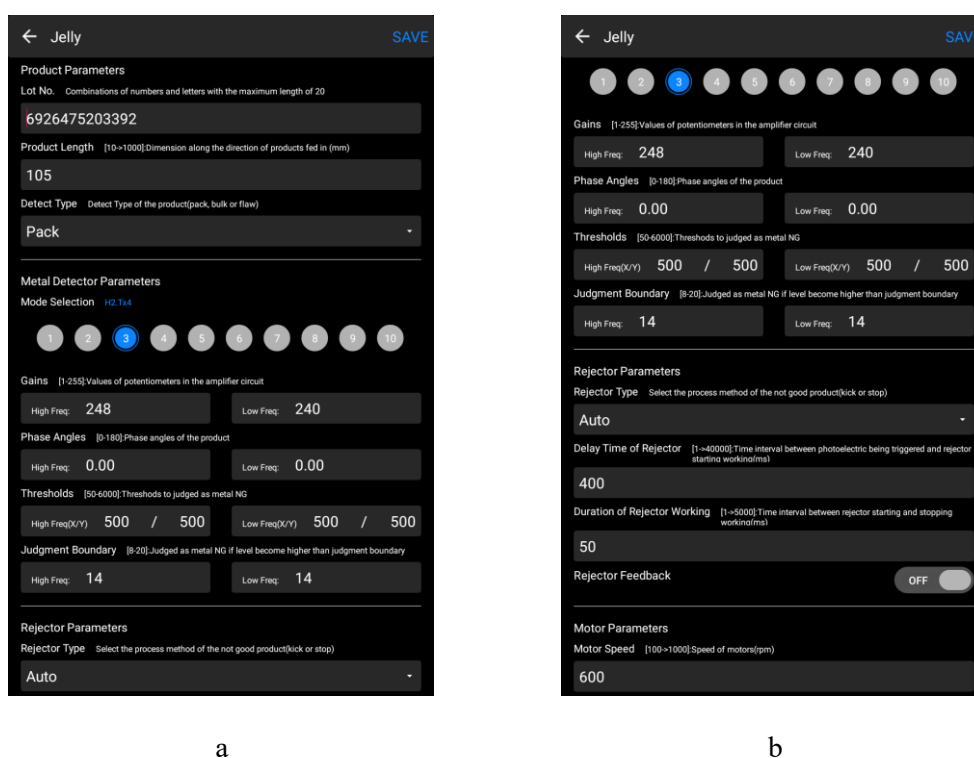 ← Jelly SAVE
Product Parameters
Lot No. Combinations of numbers and letters with the maximum length of 20
6926475203392
Product Length [10->1000]:Dimension along the direction of products fed in (mm)
105
Detect Type Detect Type of the product(pack, bulk or flaw)
Pack
Metal Detector Parameters
Mode Selection H2.Tx4
1 2 3 4 5 6 7 8 9 10
Gains [1-255]:Values of potentiometers in the amplifier circuit
High Freq: 248 Low Freq: 240
Phase Angles [0-180]:Phase angles of the product
High Freq: 0.00 Low Freq: 0.00
Thresholds [50-6000]:Threshods to judged as metal NG
High Freq(X/Y) 500 / 500 Low Freq(X/Y) 500 / 500
Judgment Boundary [8-20]:Judged as metal NG if level become higher than judgment boundary
High Freq: 14 Low Freq: 14
Rejector Parameters
Rejector Type Select the process method of the not good product(kick or stop)
Auto
a
← Jelly SAV
1 2 3 4 5 6 7 8 9 10
Gains [1-255]:Values of potentiometers in the amplifier circuit
High Freq: 248 Low Freq: 240
Phase Angles [0-180]:Phase angles of the product
High Freq: 0.00 Low Freq: 0.00
Thresholds [50-6000]:Threshods to judged as metal NG
High Freq(X/Y) 500 / 500 Low Freq(X/Y) 500 / 500
Judgment Boundary [8-20]:Judged as metal NG if level become higher than judgment boundary
High Freq: 14 Low Freq: 14
Rejector Parameters
Rejector Type Select the process method of the not good product(kick or stop)
Auto
Delay Time of Rejector [1->40000]:Time interval between photoelectric being triggered and rejector
starting working(ms)
400
Duration of Rejector Working [1->5000]:Time interval between rejector starting and stopping
working(ms)
50
Rejector Feedback OFF
Motor Parameters
Motor Speed [100->1000]:Speed of motors(rpm)
600
b